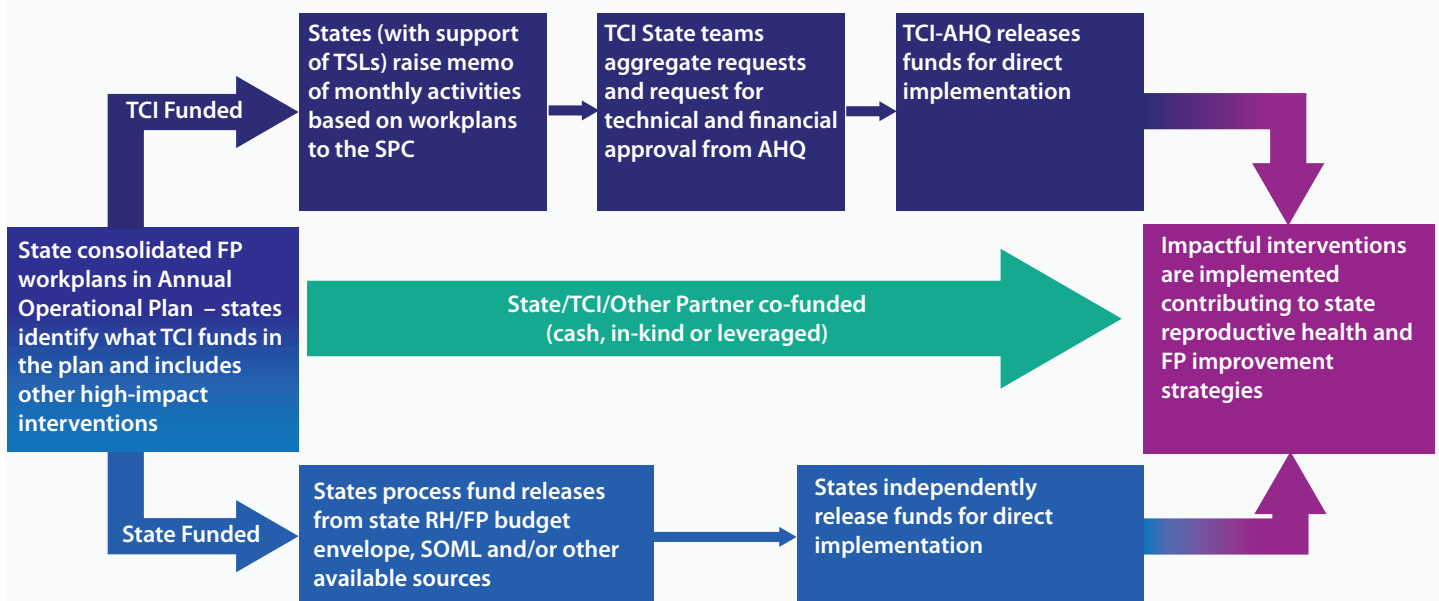 TCI Funded
States (with support
of TSLs) raise memo
of monthly activities
based on workplans
to the SPC
TCI State teams
aggregate requests
and request for
technical and financial
approval from AHQ
TCI-AHQ releases
funds for direct
implementation
State consolidated FP
workplans in Annual
Operational Plan – states
identify what TCI funds in
the plan and includes
other high-impact
interventions
State/TCI/Other Partner co-funded
(cash, in-kind or leveraged)
Impactful interventions
are implemented
contributing to state
reproductive health and
FP improvement
strategies
State Funded
States process fund releases
from state RH/FP budget
envelope, SOML and/or other
available sources
States independently
release funds for direct
implementation